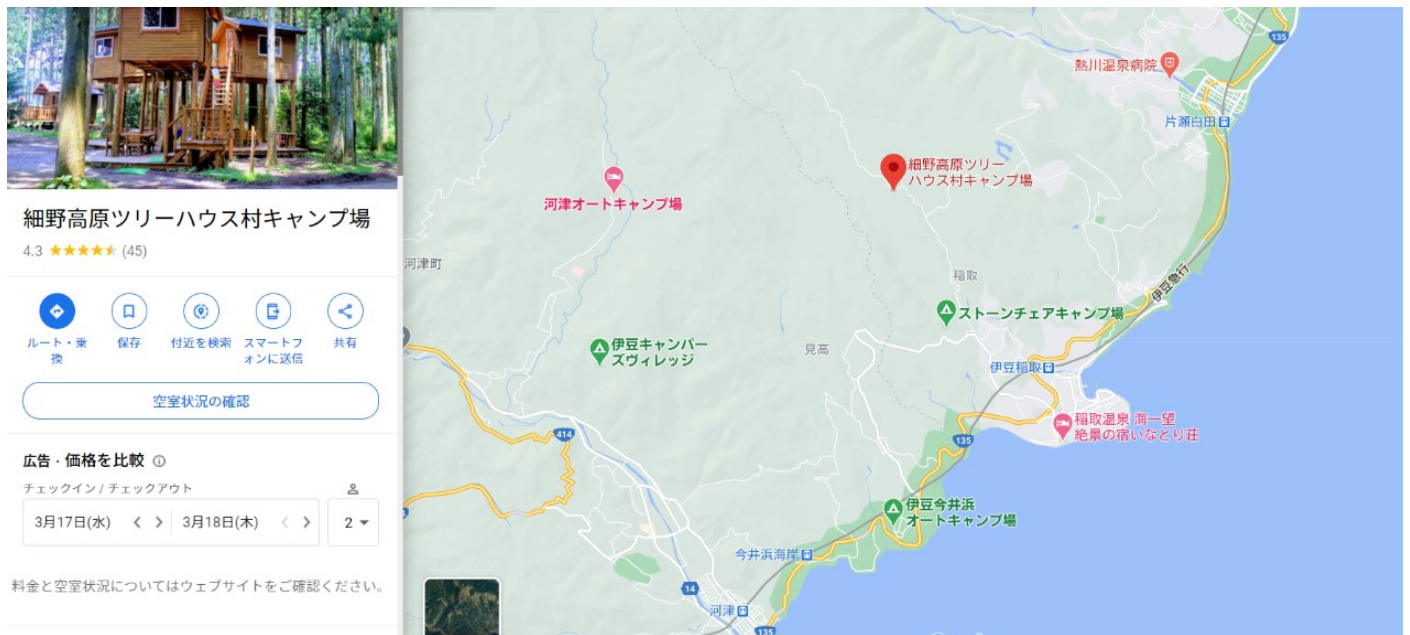 細野高原ツリーハウス村キャンプ場
4.3
(45)
ルート・乗
換
保存
付近を検索
スマートフ
ォンに送信
共有
空室状況の確認
広告・価格を比較
チェックイン / チェックアウト
3月17日(水)
3月18日(木)
2
料金と空室状況についてはウェブサイトをご確認ください。
135
熱川温泉病院
片瀬白田
細野高原ツリー
ハウス村キャンプ場
河津オートキャンプ場
河津町
稲取
伊豆急行
ストーンチェアキャンプ場
伊豆キャンパー
ズヴィレッジ
見高
伊豆稲取
稲取温泉 海一望
絶景の宿いなとり荘
414
135
伊豆今井浜
オートキャンプ場
今井浜海岸
14
河津
135